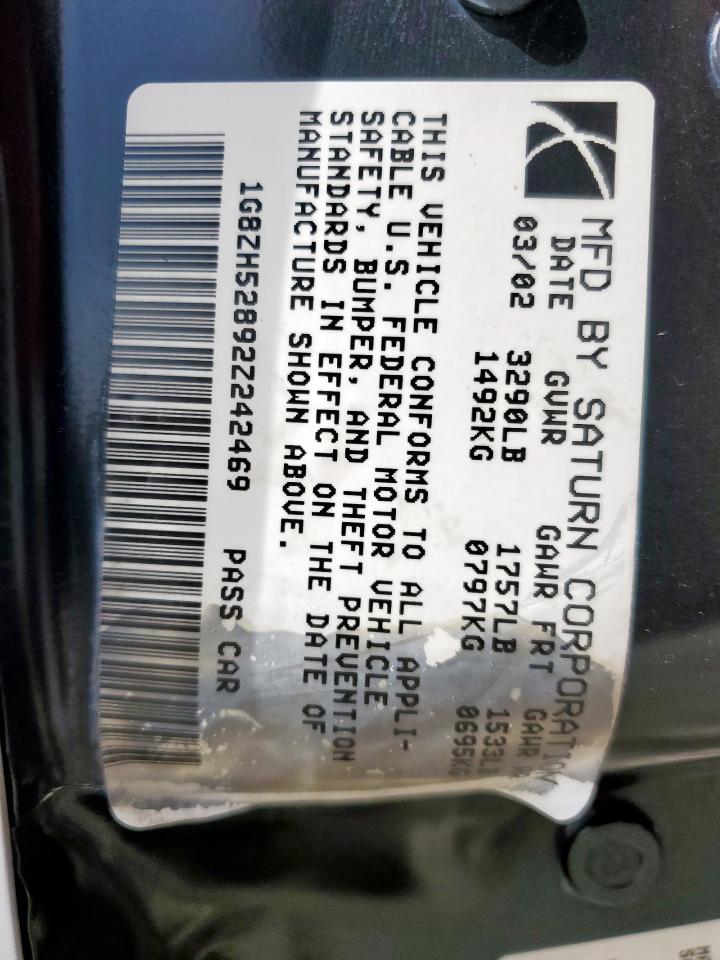 MFD BY SATURN CORPORATION
DATE GVWR GAWR FRT GAWR
03/02 3290LB 1757LB 1533LB
1492KG 0797KG 0695KG
THIS VEHICLE CONFORMS TO ALL APPLI-
CABLE U.S. FEDERAL MOTOR VEHICLE
SAFETY, BUMPER, AND THEFT PREVENTION
STANDARDS IN EFFECT ON THE DATE OF
MANUFACTURE SHOWN ABOVE.
1G8ZH52892Z242469 PASS CAR